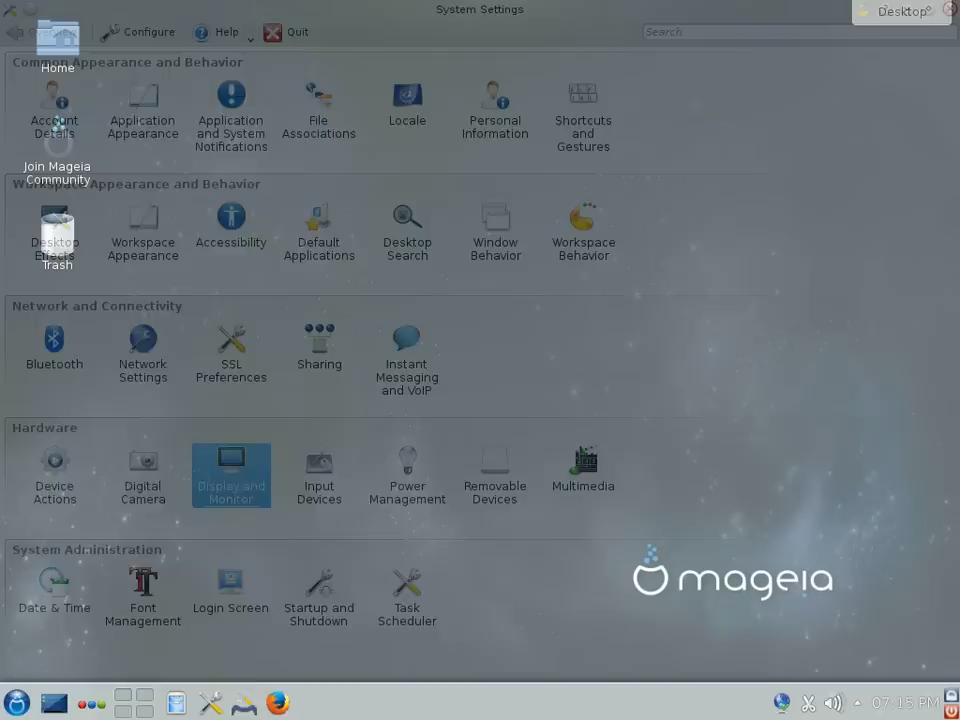 System Settings
Desktop
Configure
Help
Quit
Search
Home
Common Appearance and Behavior
Account Details
Application Appearance
Application and System Notifications
File Associations
Locale
Personal Information
Shortcuts and Gestures
Join Mageia Community
Workspace Appearance and Behavior
Desktop Effects
Workspace Appearance
Accessibility
Default Applications
Desktop Search
Window Behavior
Workspace Behavior
Trash
Network and Connectivity
Bluetooth
Network Settings
SSL Preferences
Sharing
Instant Messaging and VoIP
Hardware
Device Actions
Digital Camera
Display and Monitor
Input Devices
Power Management
Removable Devices
Multimedia
System Administration
Date & Time
Font Management
Login Screen
Startup and Shutdown
Task Scheduler
mageia
07:15 PM